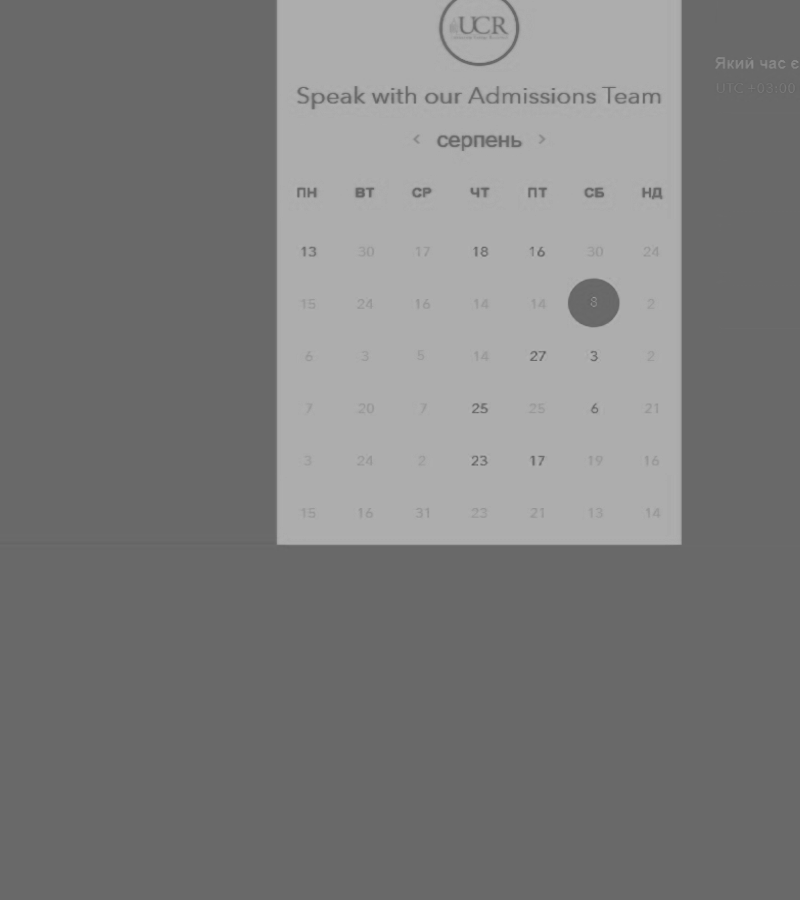 UCR
Speak with our Admissions Team
< серпень >
ПН ВТ СР ЧТ ПТ СБ НД
13 30 17 18 16 30 24
15 24 16 14 14 8 2
6 3 5 14 27 3 2
7 20 7 25 25 6 21
3 24 2 23 17 19 16
15 16 31 23 21 13 14
Який час є
UTC +03:00